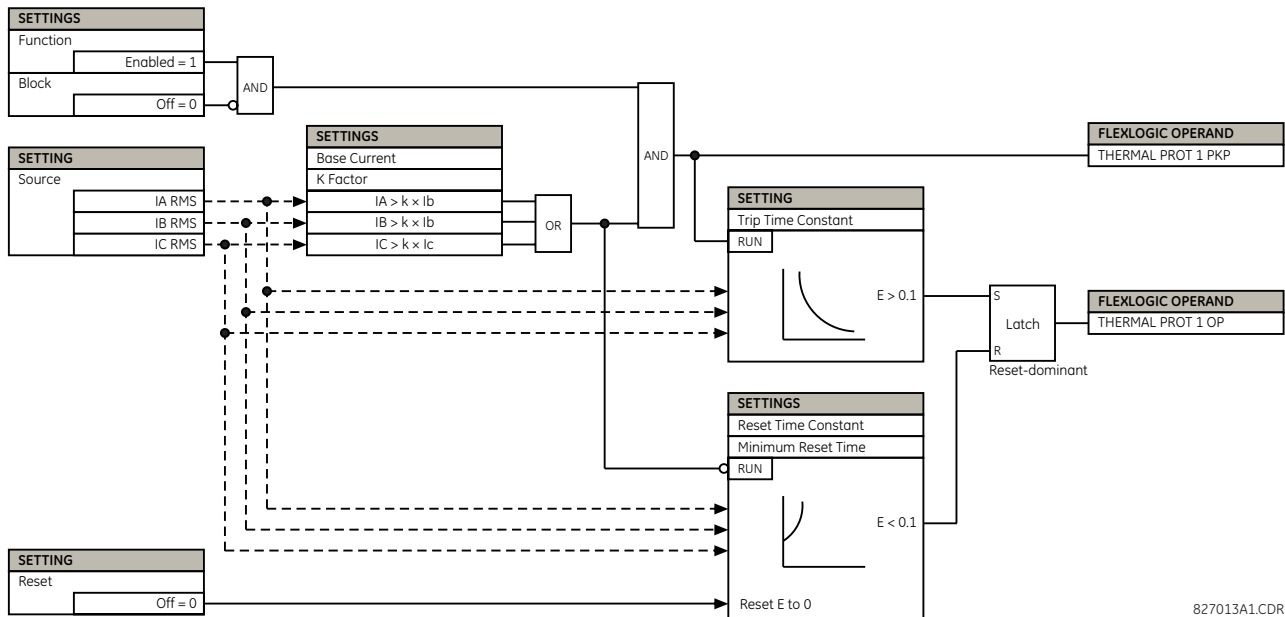 SETTINGS
Function
Enabled = 1
Block
Off = 0
AND
SETTING
Source
IA RMS
IB RMS
IC RMS
SETTINGS
Base Current
K Factor
IA > k × Ib
IB > k × Ib
IC > k × Ic
OR
AND
FLEXLOGIC OPERAND
THERMAL PROT 1 PKP
SETTING
Trip Time Constant
RUN
E > 0.1
S
Latch
R
Reset-dominant
FLEXLOGIC OPERAND
THERMAL PROT 1 OP
SETTINGS
Reset Time Constant
Minimum Reset Time
RUN
E < 0.1
Reset E to 0
SETTING
Reset
Off = 0
827013A1.CDR